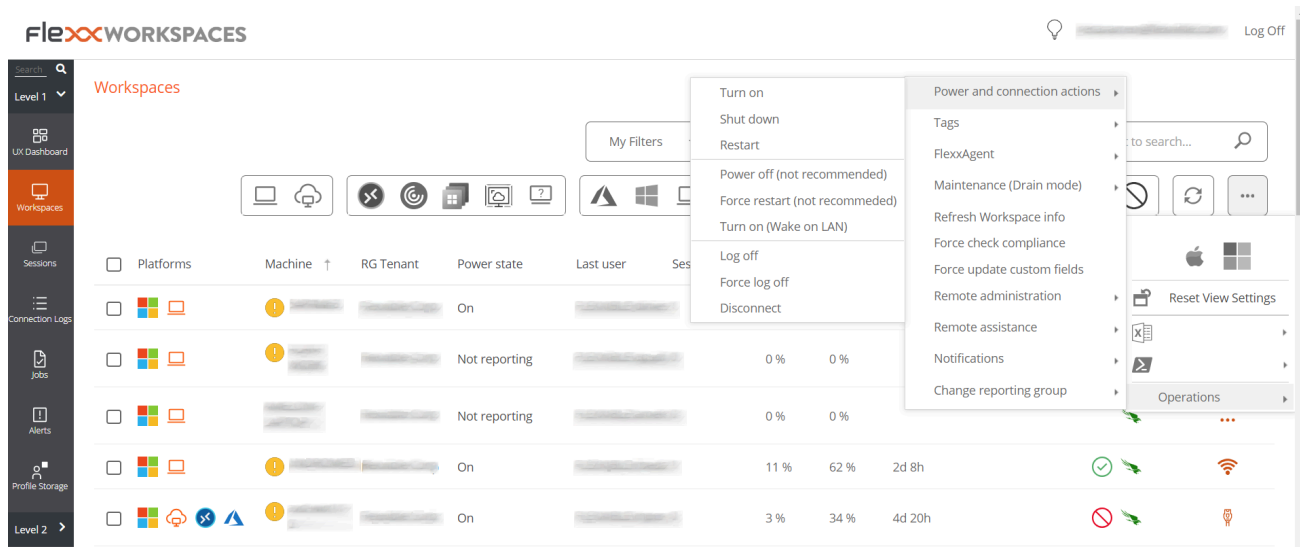 FlexxWORKSPACES
Log Off
Search
Level 1
UX Dashboard
Workspaces
Sessions
Connection Logs
Jobs
Alerts
Profile Storage
Level 2
Workspaces
My Filters
t to search...
Turn on
Shut down
Restart
Power off (not recommended)
Force restart (not recommeded)
Turn on (Wake on LAN)
Log off
Force log off
Disconnect
Power and connection actions
Tags
FlexxAgent
Maintenance (Drain mode)
Refresh Workspace info
Force check compliance
Force update custom fields
Remote administration
Remote assistance
Notifications
Change reporting group
Reset View Settings
Operations
Platforms Machine RG Tenant Power state Last user Ses
On
Not reporting 0 % 0 %
Not reporting 0 % 0 %
On 11 % 62 % 2d 8h
On 3 % 34 % 4d 20h